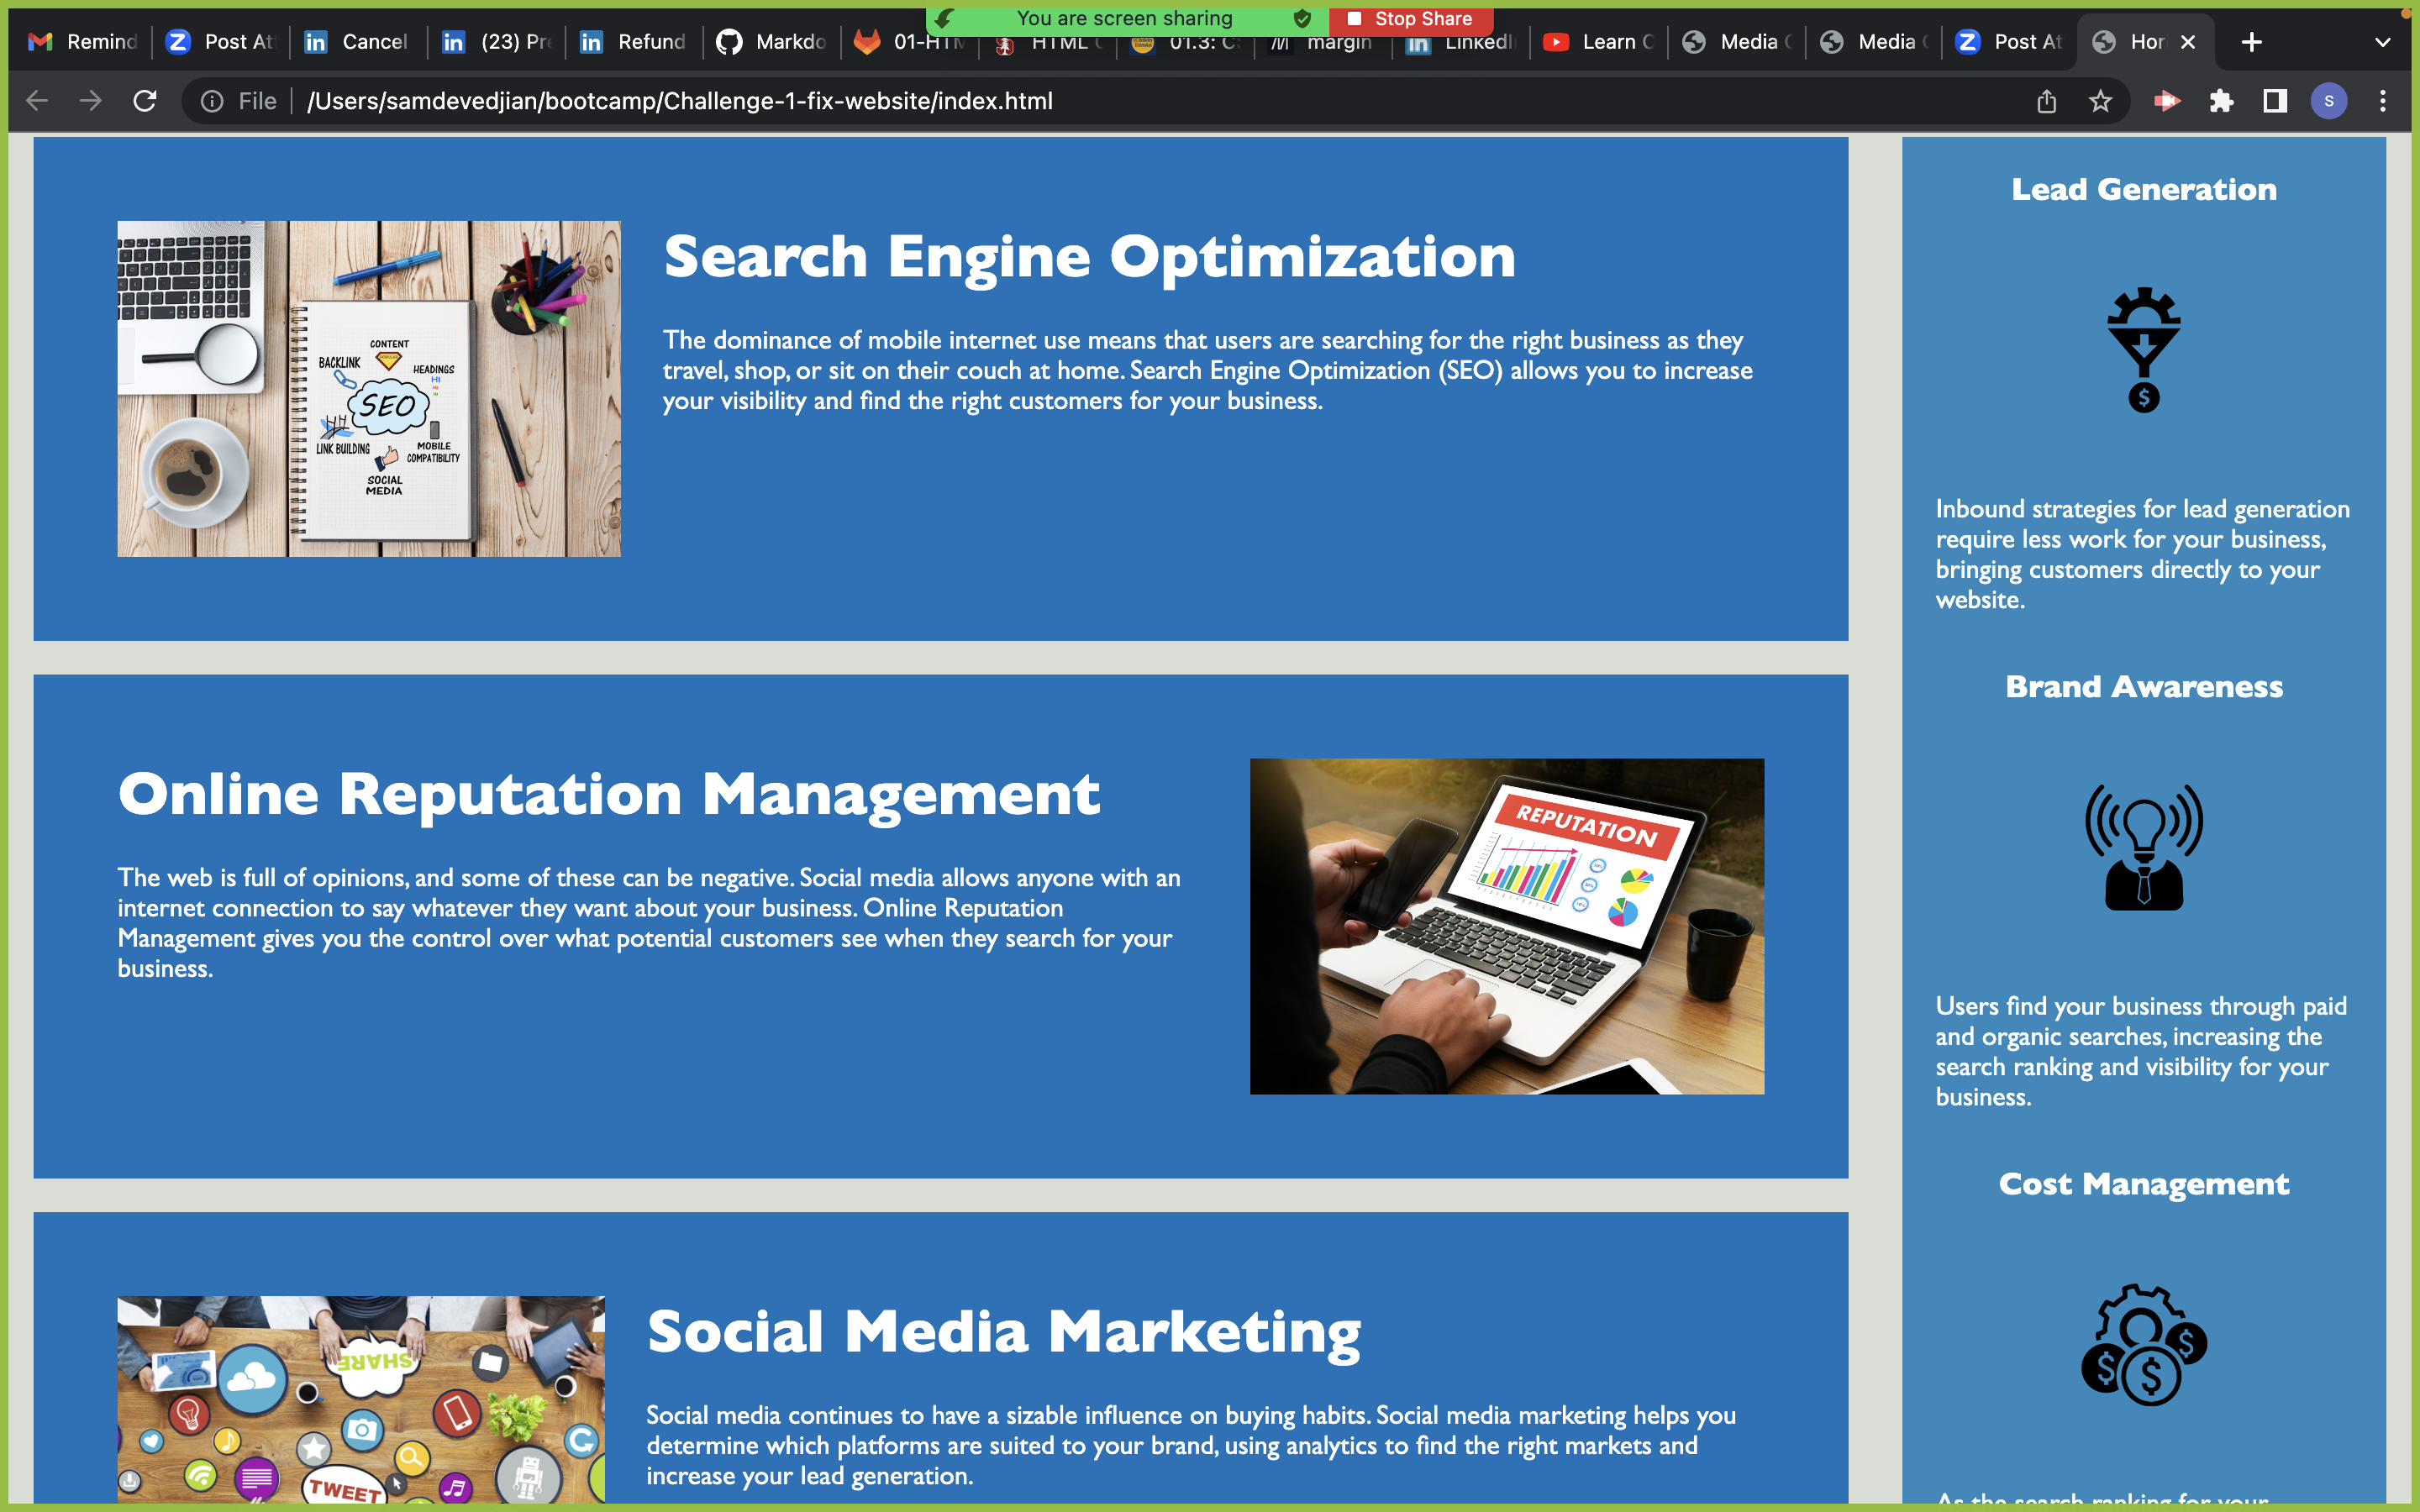 You are screen sharing
Stop Share
Remind
Post At
Cancel
(23) Pr
Refund
Markdo
01-HTM
HTML
01.3: C
margin
LinkedI
Learn C
Media
Media
Post At
Hor
File
/Users/samdevedjian/bootcamp/Challenge-1-fix-website/index.html
S
Search Engine Optimization
The dominance of mobile internet use means that users are searching for the right business as they
travel, shop, or sit on their couch at home. Search Engine Optimization (SEO) allows you to increase
your visibility and find the right customers for your business.
CONTENT
BACKLINK
HEADINGS
H1
SEO
LINK BUILDING
MOBILE
COMPATIBILITY
SOCIAL
MEDIA
Online Reputation Management
The web is full of opinions, and some of these can be negative. Social media allows anyone with an
internet connection to say whatever they want about your business. Online Reputation
Management gives you the control over what potential customers see when they search for your
business.
REPUTATION
Social Media Marketing
Social media continues to have a sizable influence on buying habits. Social media marketing helps you
determine which platforms are suited to your brand, using analytics to find the right markets and
increase your lead generation.
SHARE
TWEET
Lead Generation
$
Inbound strategies for lead generation
require less work for your business,
bringing customers directly to your
website.
Brand Awareness
Users find your business through paid
and organic searches, increasing the
search ranking and visibility for your
business.
Cost Management
$
$
$
As the search ranking for your